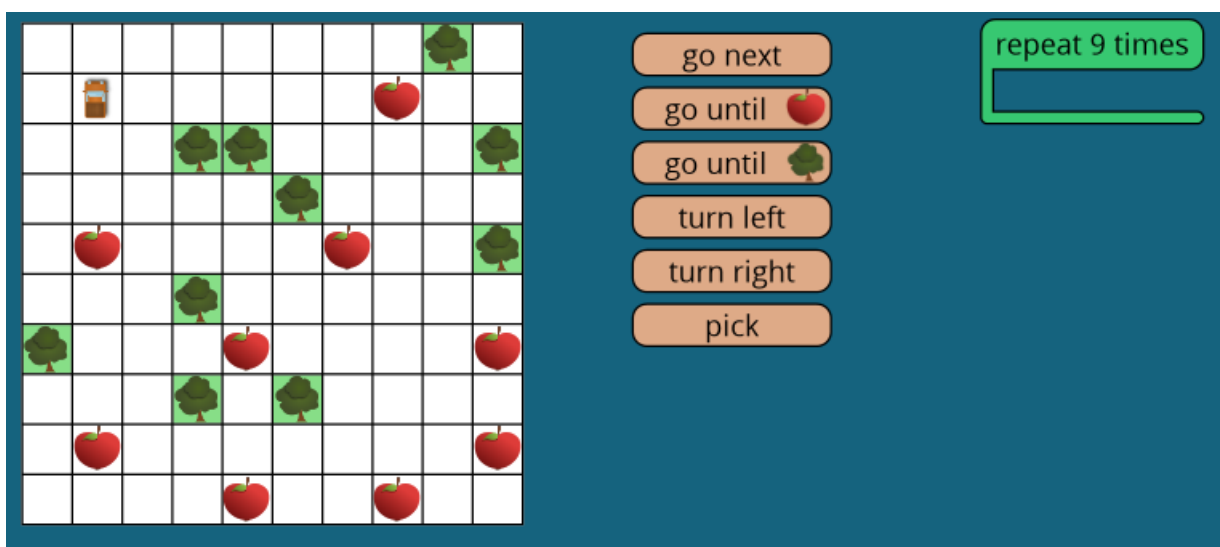 go next
go until
go until
turn left
turn right
pick
repeat 9 times